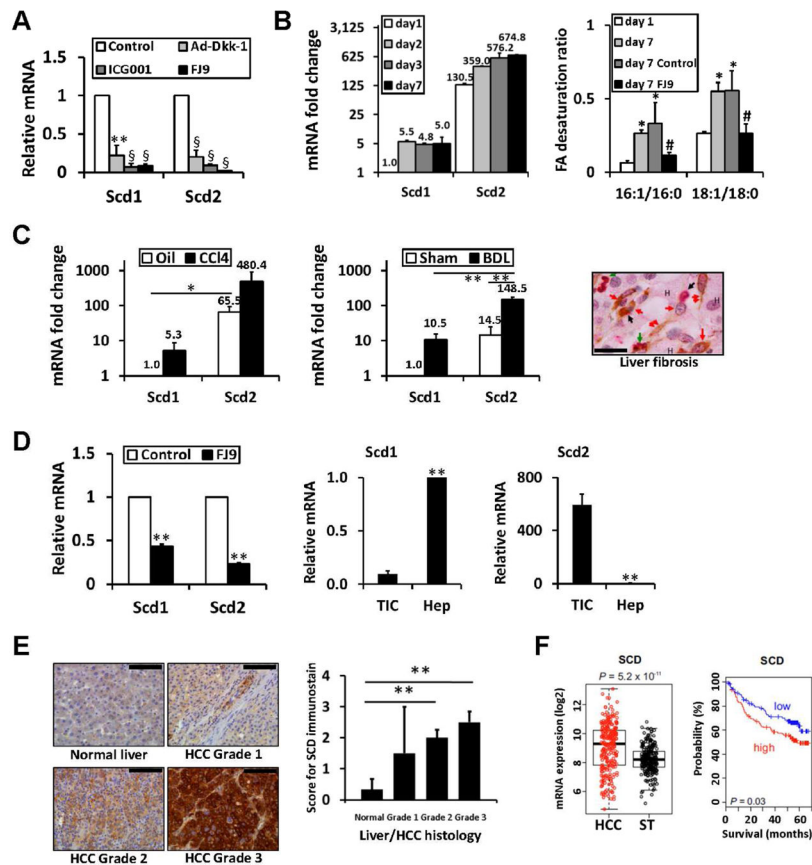 A
Control Ad-Dkk-1
ICG001 FJ9
Relative mRNA
1
0.5
0
** § § § § §
Scd1 Scd2
B
mRNA fold change
3,125
625
125
25
5
1
day1
day2
day3
day7
1.0 5.5 4.8 5.0
130.5 359.0 576.2 674.8
Scd1 Scd2
FA desaturation ratio
1
0.8
0.6
0.4
0.2
0
day 1
day 7
day 7 Control
day 7 FJ9
* * # * * #
16:1/16:0 18:1/18:0
C
mRNA fold change
1000
100
10
1
Oil CCl4
*
1.0 5.3 65.5 480.4
Scd1 Scd2
mRNA fold change
1000
100
10
1
Sham BDL
** **
1.0 10.5 14.5 148.5
Scd1 Scd2
H H
H H
Liver fibrosis
D
Relative mRNA
1.5
1
0.5
0
Control FJ9
** **
Scd1 Scd2
Scd1
Relative mRNA
1.0
0.5
0.0
**
TIC Hep
Scd2
Relative mRNA
800
400
0
**
TIC Hep
E
Normal liver HCC Grade 1
HCC Grade 2 HCC Grade 3
Score for SCD immunostain
4
3
2
1
0
**
**
Normal Grade 1 Grade 2 Grade 3
Liver/HCC histology
F
SCD
P = 5.2 x 10⁻¹¹
mRNA expression (log2)
12
10
8
6
HCC ST
SCD
Probability (%)
100
80
60
40
20
0
low
high
P = 0.03
0 20 40 60
Survival (months)